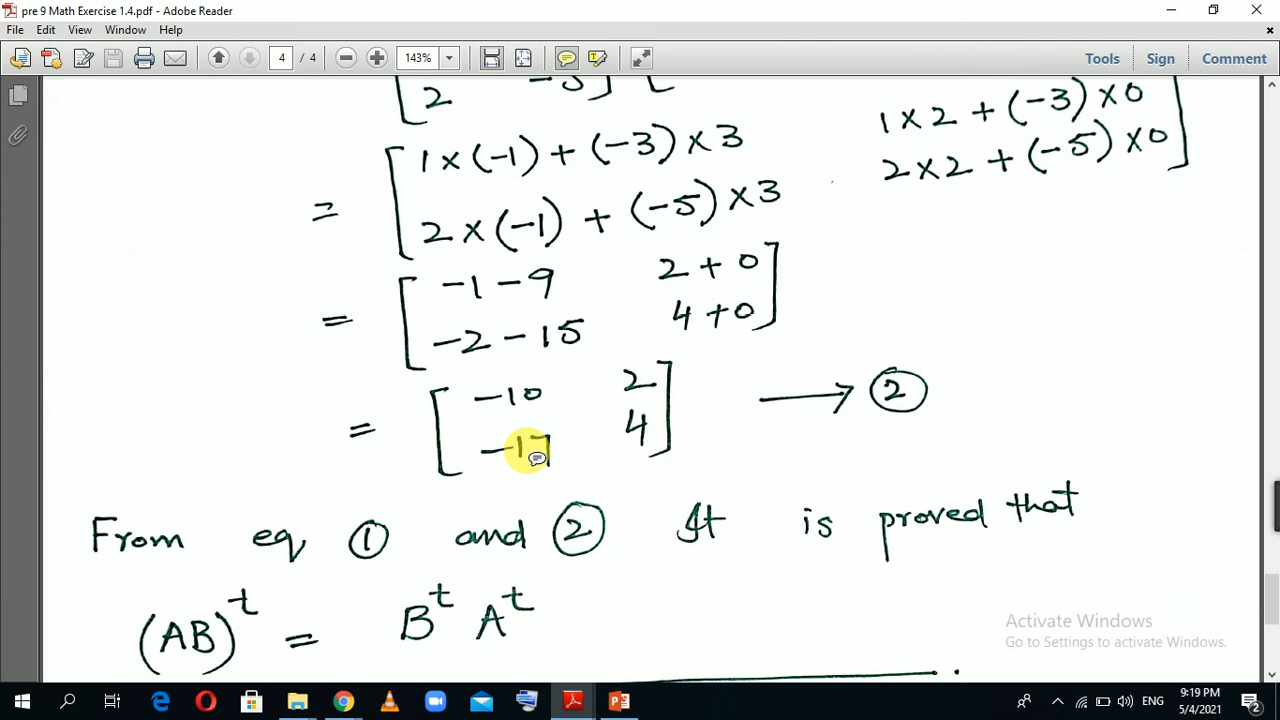 pre 9 Math Exercise 1.4.pdf - Adobe Reader
File Edit View Window Help
4 / 4 143% Tools Sign Comment
2 -5
1×2 + (-3)×0
2×2 + (-5)×0
1×(-1) + (-3)×3
= 2×(-1) + (-5)×3
-1-9 2+0
= -2-15 4+0
-10 2 → 2
= -17 4
From eq 1 and 2 It is proved that
(AB)^t = B^t A^t
Activate Windows
Go to Settings to activate Windows.
ENG 9:19 PM
5/4/2021
2